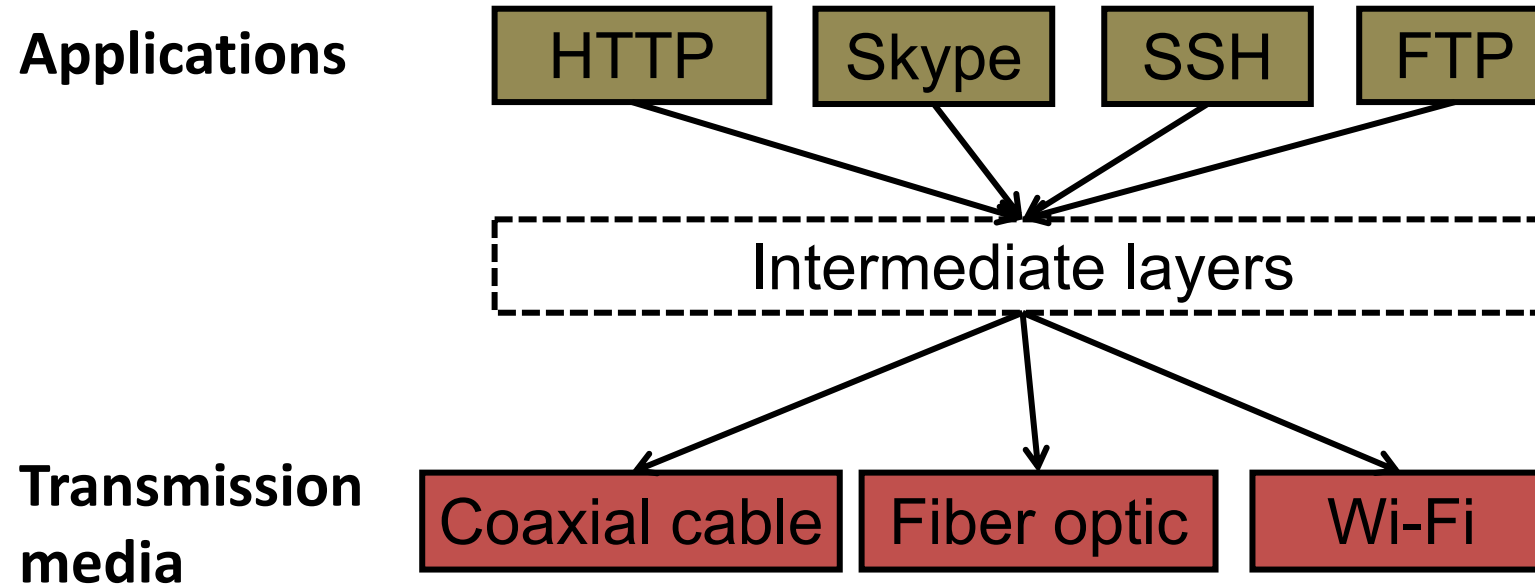 Applications
HTTP
Skype
SSH
FTP
Intermediate layers
Transmission
media
Coaxial cable
Fiber optic
Wi-Fi